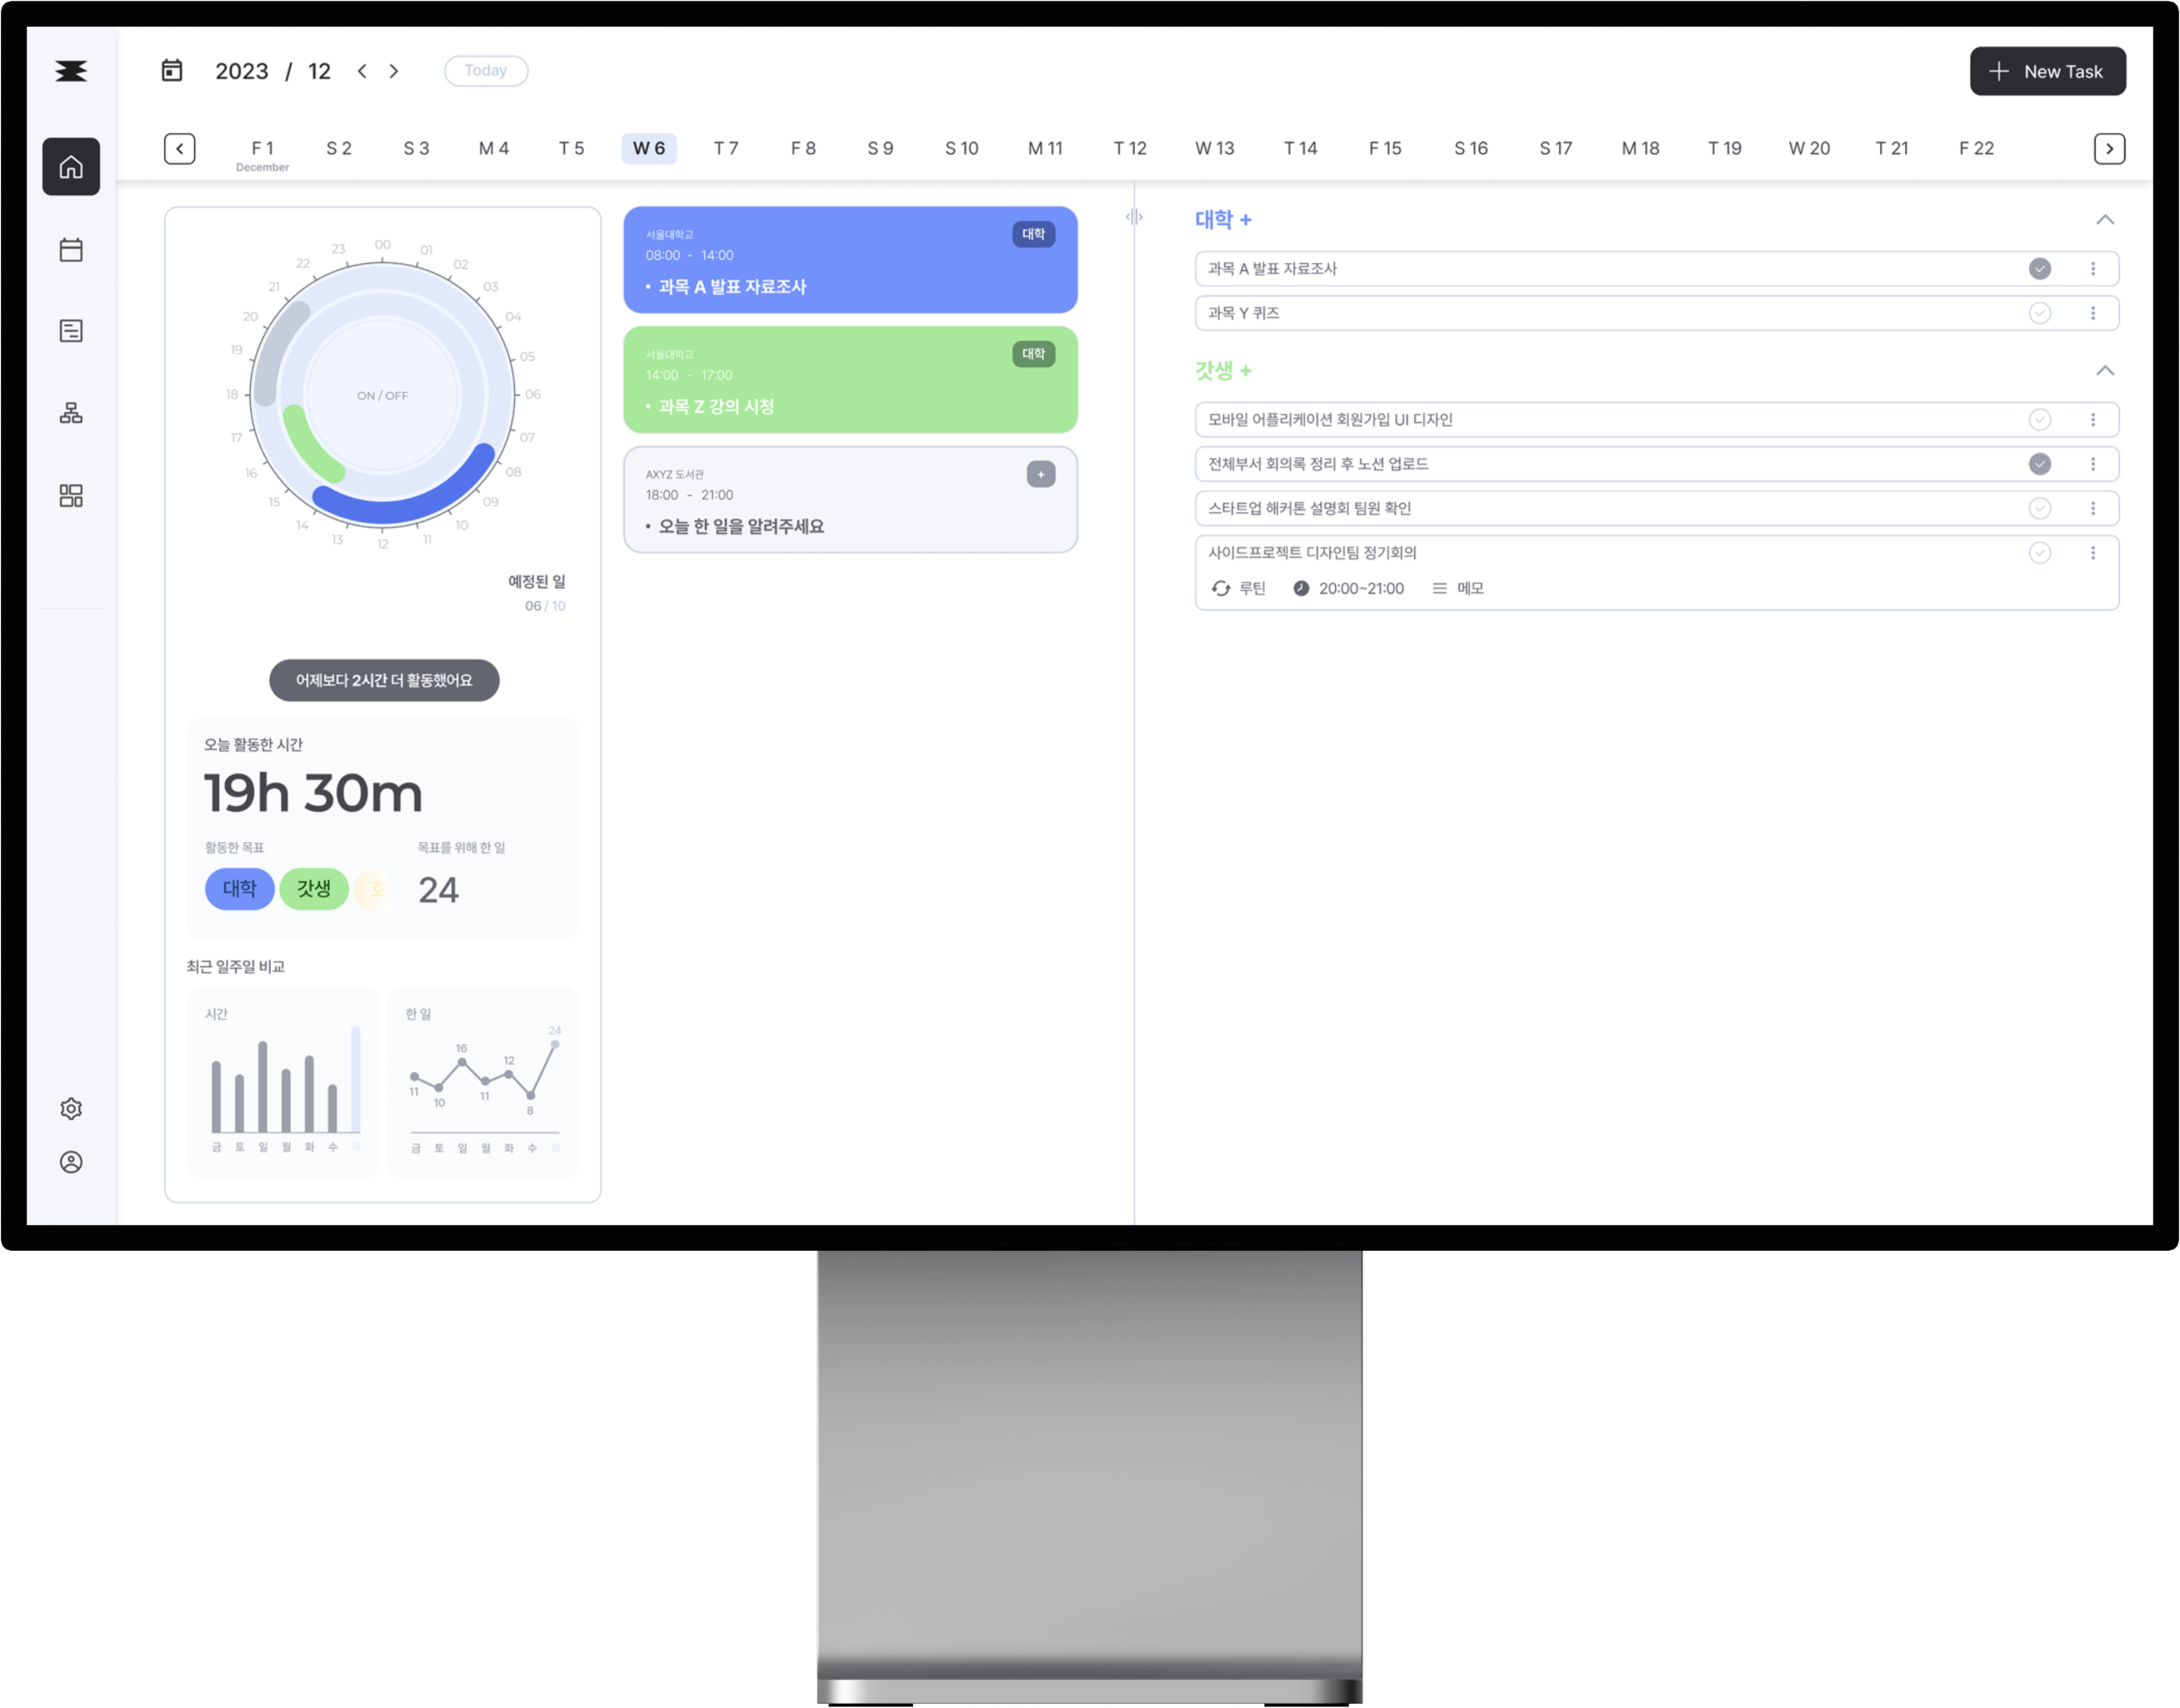 2023 / 12
Today
New Task
F 1 S 2 S 3 M 4 T 5 W 6 T 7 F 8 S 9 S 10 M 11 T 12 W 13 T 14 F 15 S 16 S 17 M 18 T 19 W 20 T 21 F 22
December
00
01
02
03
04
05
06
07
08
09
10
11
12
13
14
15
16
17
18
19
20
21
22
23
ON / OFF
예정된 일
06 / 10
어제보다 2시간 더 활동했어요
오늘 활동한 시간
19h 30m
활동한 목표
대학 갓생
목표를 위해 한 일
24
최근 일주일 비교
시간
금 토 일 월 화 수 목
한 일
11
10
16
11
12
8
24
금 토 일 월 화 수 목
서울대학교
대학
08:00 - 14:00
• 과목 A 발표 자료조사
서울대학교
대학
14:00 - 17:00
• 과목 Z 강의 시청
AXYZ 도서관
+
18:00 - 21:00
• 오늘 한 일을 알려주세요
대학 +
과목 A 발표 자료조사
과목 Y 퀴즈
갓생 +
모바일 어플리케이션 회원가입 UI 디자인
전체부서 회의록 정리 후 노션 업로드
스타트업 해커톤 설명회 팀원 확인
사이드프로젝트 디자인팀 정기회의
루틴 20:00~21:00 메모